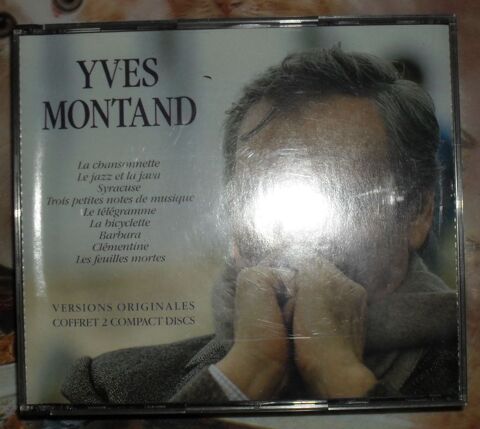 YVES
MONTAND
La chansonnette
Le jazz et la java
Syracuse
Trois petites notes de musique
Le télégramme
La bicyclette
Barbara
Clémentine
Les feuilles mortes
VERSIONS ORIGINALES
COFFRET 2 COMPACT DISCS